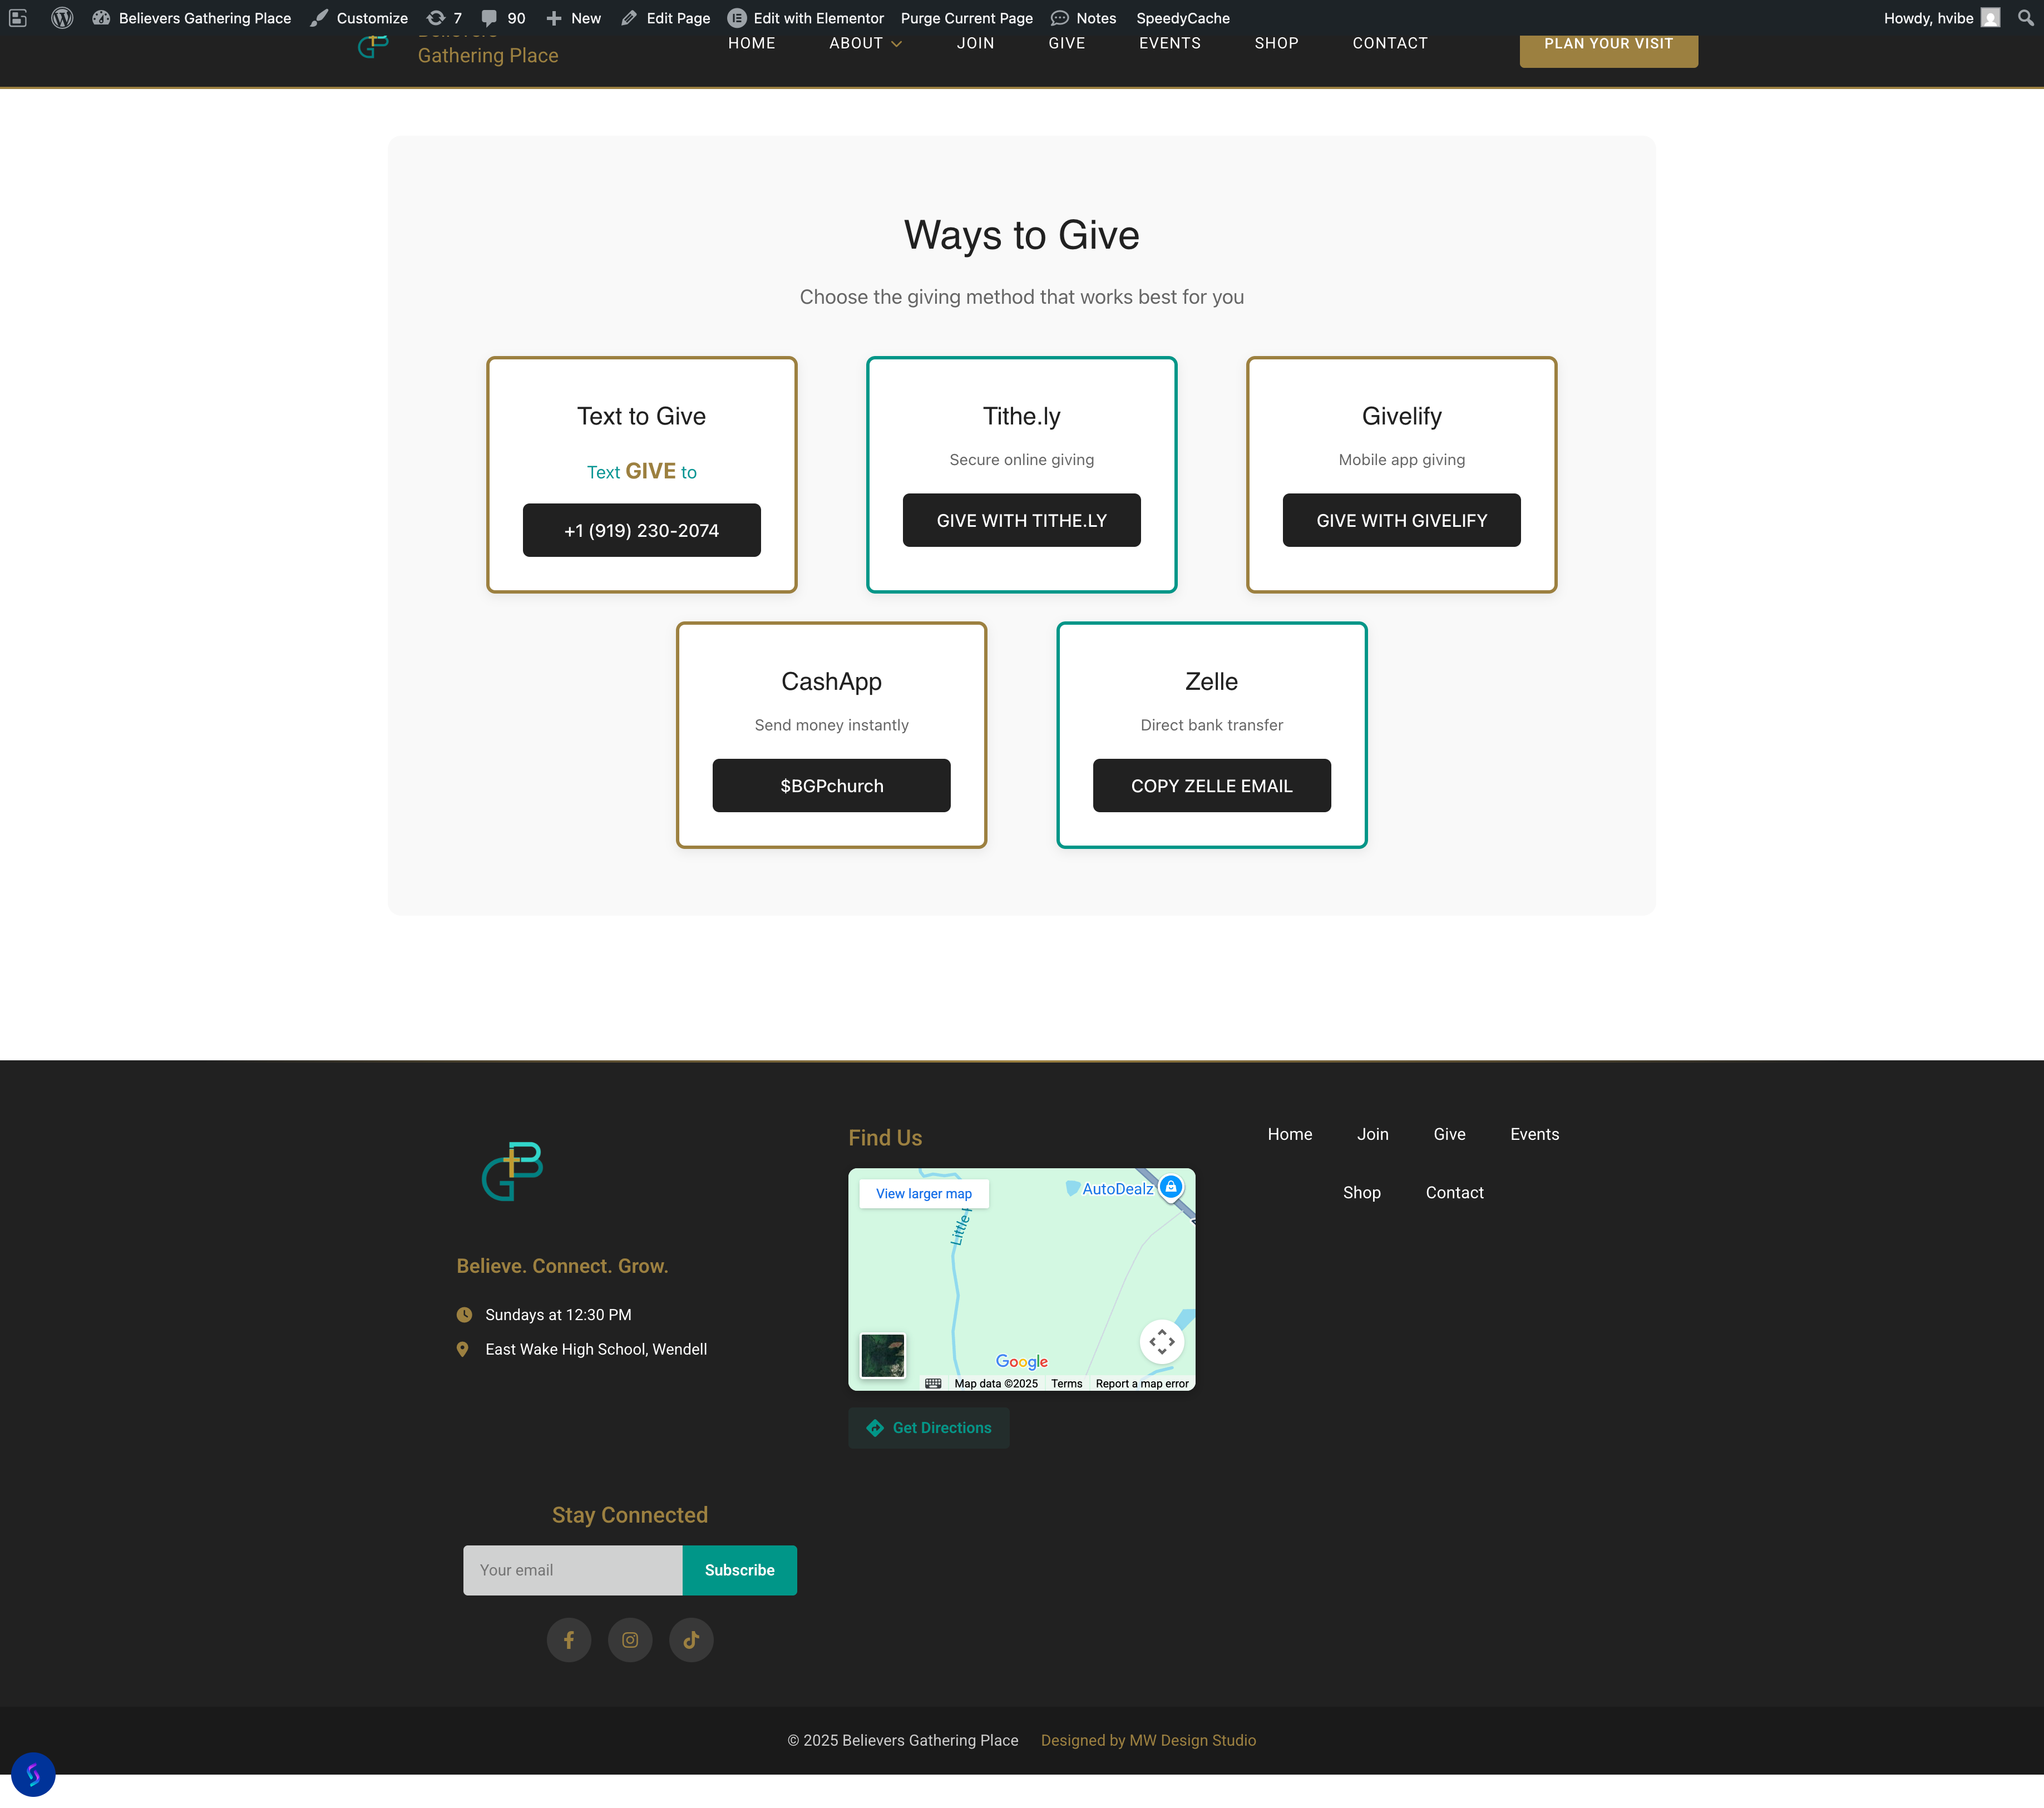 Believers Gathering Place Customize 7 90 New Edit Page Edit with Elementor Purge Current Page Notes SpeedyCache Howdy, hvibe
Gathering Place
HOME ABOUT JOIN GIVE EVENTS SHOP CONTACT PLAN YOUR VISIT
Ways to Give
Choose the giving method that works best for you
Text to Give
Text GIVE to
+1 (919) 230-2074
Tithe.ly
Secure online giving
GIVE WITH TITHE.LY
Givelify
Mobile app giving
GIVE WITH GIVELIFY
CashApp
Send money instantly
$BGPchurch
Zelle
Direct bank transfer
COPY ZELLE EMAIL
Believe. Connect. Grow.
Sundays at 12:30 PM
East Wake High School, Wendell
Find Us
View larger map
AutoDealz
Little
Google
Map data ©2025 Terms Report a map error
Get Directions
Home Join Give Events
Shop Contact
Stay Connected
Your email Subscribe
© 2025 Believers Gathering Place Designed by MW Design Studio